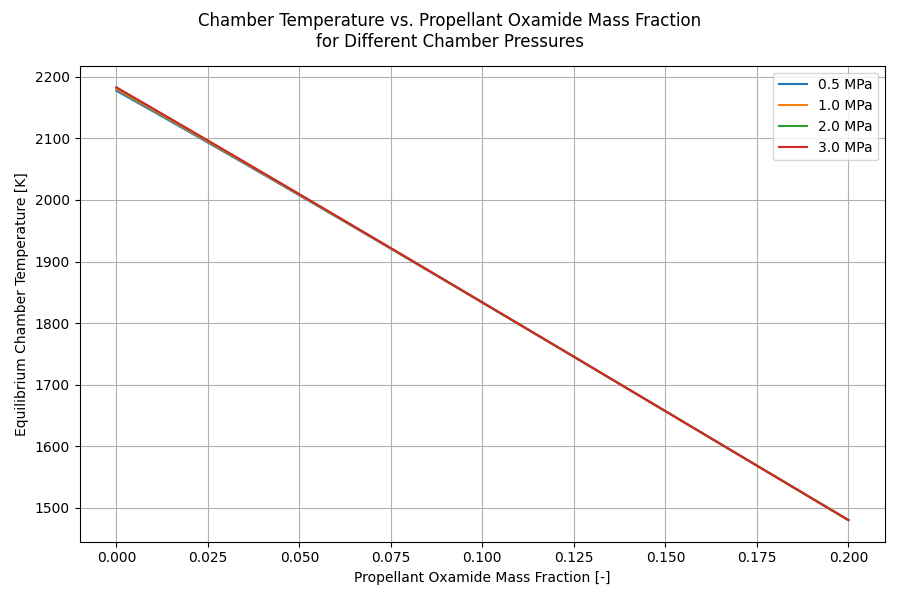 Chamber Temperature vs. Propellant Oxamide Mass Fraction
for Different Chamber Pressures
2200
2100
2000
1900
1800
1700
1600
1500
Equilibrium Chamber Temperature [K]
0.5 MPa
1.0 MPa
2.0 MPa
3.0 MPa
0.000 0.025 0.050 0.075 0.100 0.125 0.150 0.175 0.200
Propellant Oxamide Mass Fraction [-]